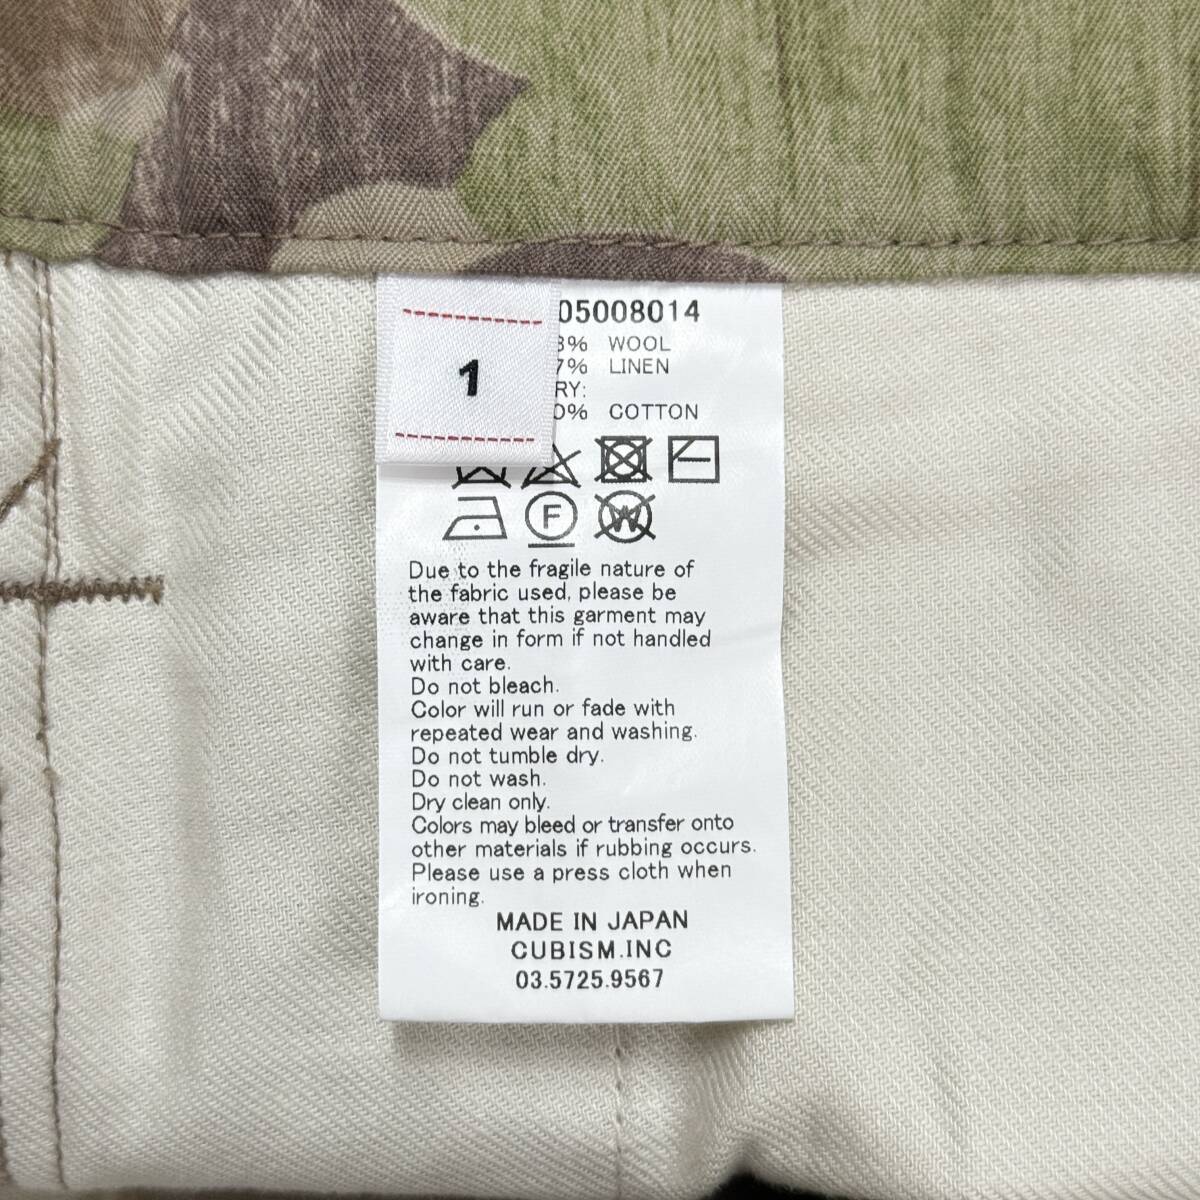 05008014
1
3% WOOL
7% LINEN
RY:
0% COTTON
F
W
Due to the fragile nature of
the fabric used, please be
aware that this garment may
change in form if not handled
with care.
Do not bleach.
Color will run or fade with
repeated wear and washing.
Do not tumble dry.
Do not wash.
Dry clean only.
Colors may bleed or transfer onto
other materials if rubbing occurs.
Please use a press cloth when
ironing.
MADE IN JAPAN
CUBISM.INC
03.5725.9567